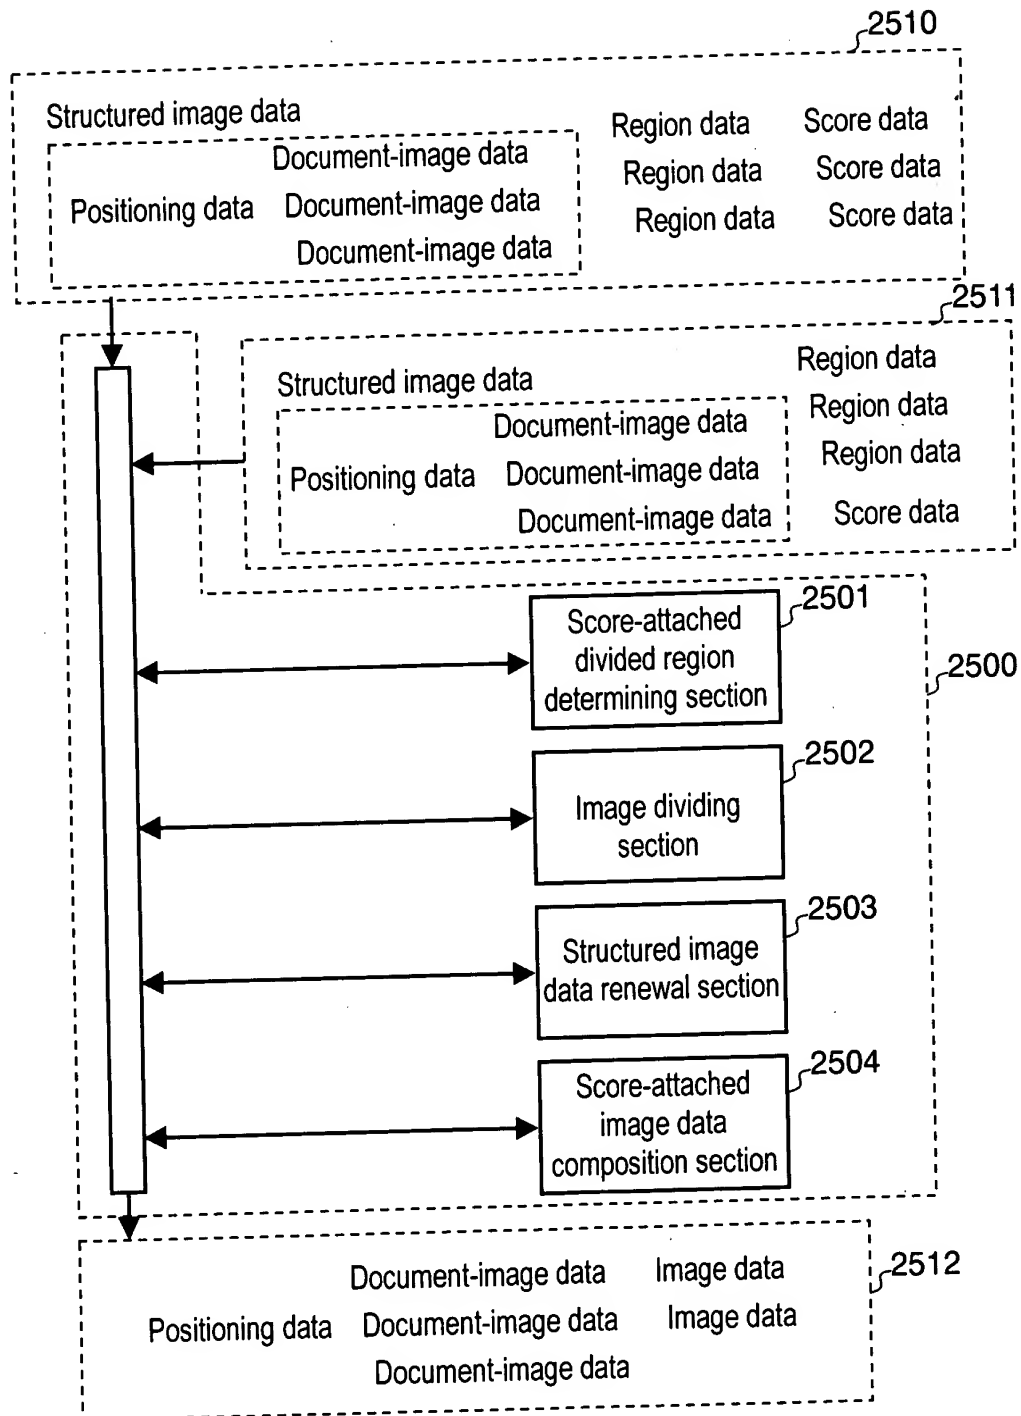 2510
Structured image data
Region data Score data
Document-image data
Region data Score data
Positioning data Document-image data
Region data Score data
Document-image data
2511
Region data
Structured image data
Region data
Document-image data
Region data
Positioning data Document-image data
Score data
Document-image data
2501
Score-attached
divided region
determining section
2500
2502
Image dividing
section
2503
Structured image
data renewal section
2504
Score-attached
image data
composition section
2512
Document-image data Image data
Positioning data Document-image data Image data
Document-image data